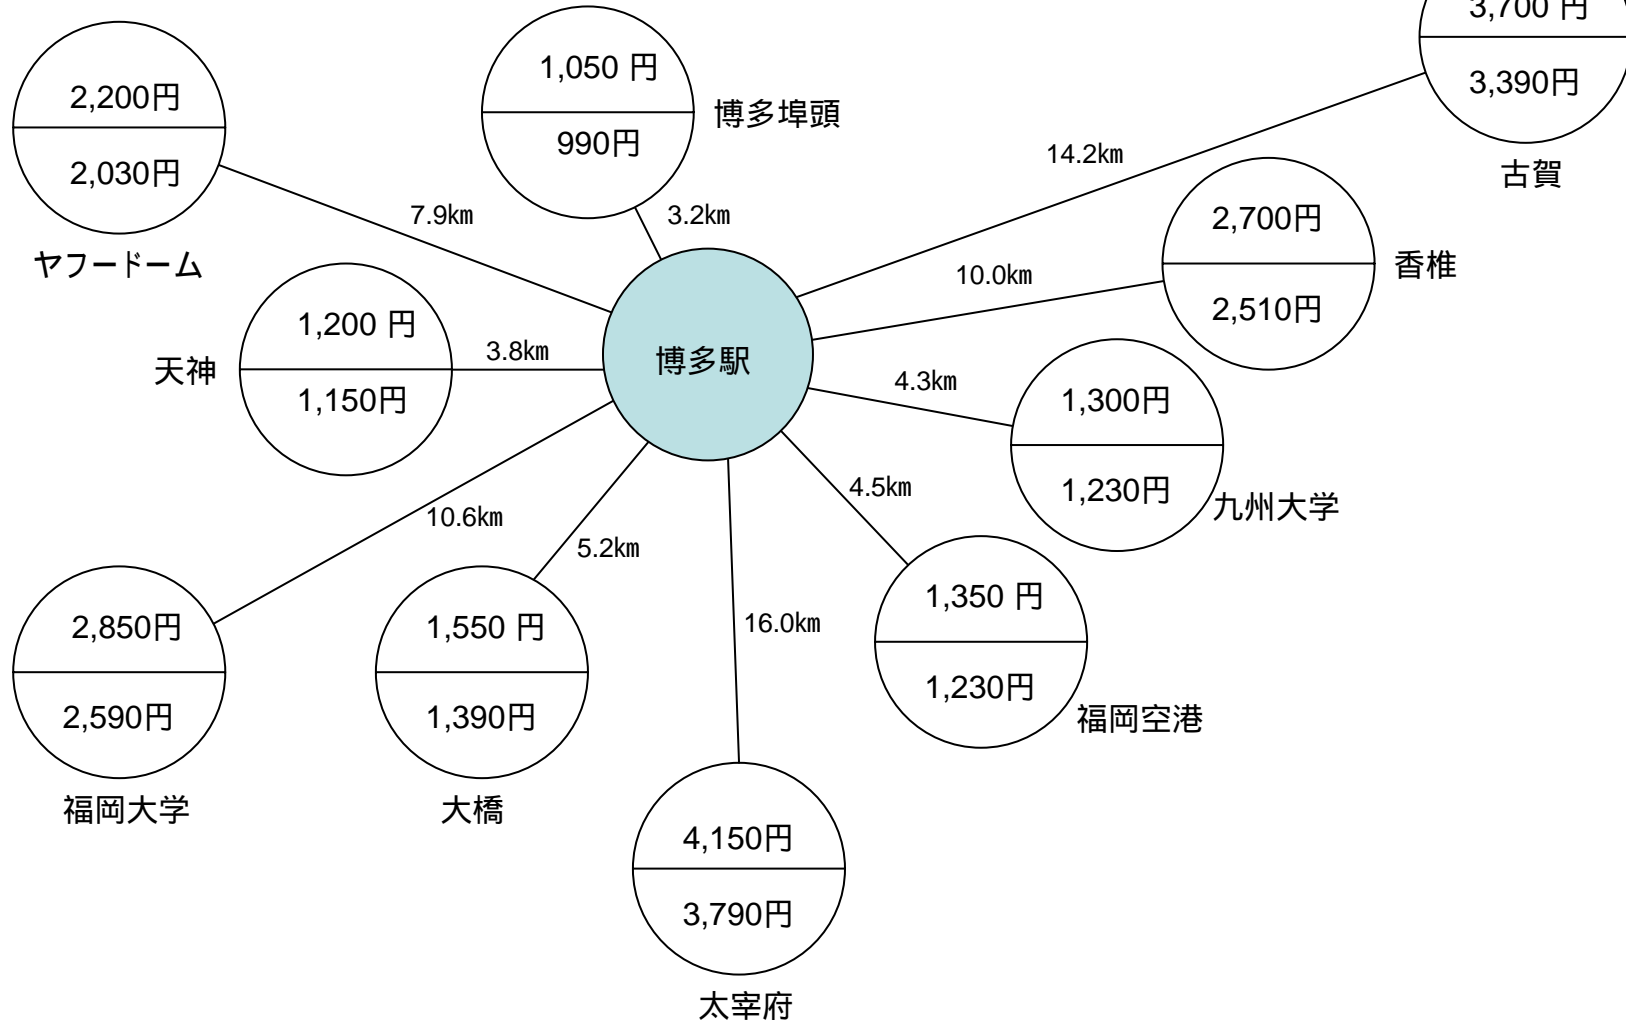 3,700 円
3,390円
古賀
14.2㎞
1,050 円
990円
博多埠頭
3.2㎞
2,200円
2,030円
ヤフードーム
7.9㎞
2,700円
2,510円
香椎
10.0㎞
1,200 円
1,150円
天神
3.8㎞
博多駅
4.3㎞
1,300円
1,230円
九州大学
4.5㎞
1,350 円
1,230円
福岡空港
10.6㎞
2,850円
2,590円
福岡大学
5.2㎞
1,550 円
1,390円
大橋
16.0㎞
4,150円
3,790円
太宰府